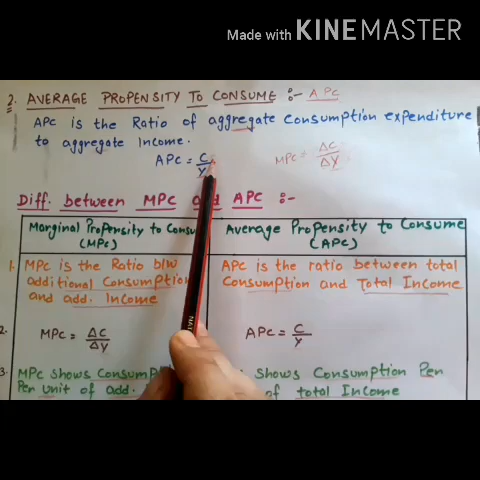 Made with KINEMASTER
2. AVERAGE PROPENSITY TO CONSUME :- APC
APC is the Ratio of aggregate Consumption expenditure
to aggregate Income.
APC = C/Y MPC = ΔC/ΔY
Diff. between MPC and APC :-
Marginal Propensity to Consu Average Propensity to Consume
(MPC) (APC)
1. MPC is the Ratio b/w APC is the ratio between total
additional Consumption Consumption and Total Income
and add. Income
2. MPC = ΔC/ΔY APC = C/Y
3. MPC shows Consump shows Consumption Per
Per unit of add. of total Income